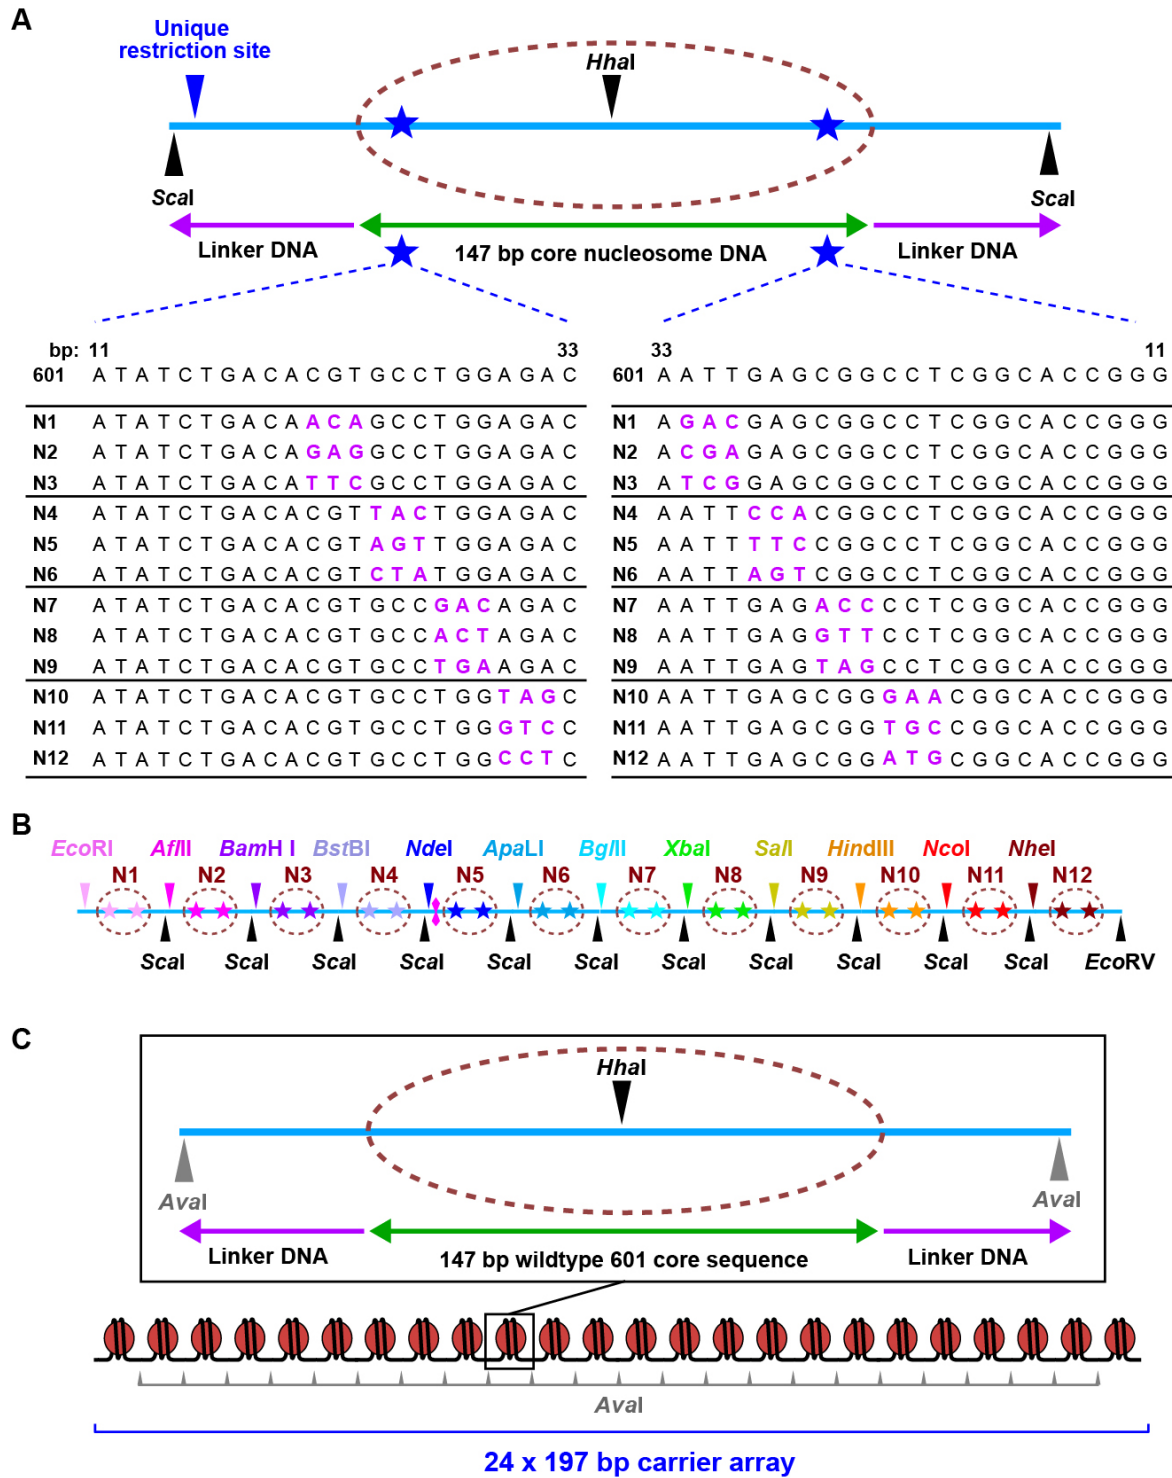 A
Unique
restriction site
HhaI
ScaI
ScaI
Linker DNA
147 bp core nucleosome DNA
Linker DNA
bp: 11 33 33 11
601 A T A T C T G A C A C G T G C C T G G A G A C 601 A A T T G A G C G G C C T C G G C A C C G G G
N1 A T A T C T G A C A A C A G C C T G G A G A C N1 A G A C G A G C G G C C T C G G C A C C G G G
N2 A T A T C T G A C A G A G G C C T G G A G A C N2 A C G A G A G C G G C C T C G G C A C C G G G
N3 A T A T C T G A C A T T C G C C T G G A G A C N3 A T C G G A G C G G C C T C G G C A C C G G G
N4 A T A T C T G A C A C G T T A C T G G A G A C N4 A A T T C C A C G G C C T C G G C A C C G G G
N5 A T A T C T G A C A C G T A G T T G G A G A C N5 A A T T T T C C G G C C T C G G C A C C G G G
N6 A T A T C T G A C A C G T C T A T G G A G A C N6 A A T T A G T C G G C C T C G G C A C C G G G
N7 A T A T C T G A C A C G T G C C G A C A G A C N7 A A T T G A G A C C C C T C G G C A C C G G G
N8 A T A T C T G A C A C G T G C C A C T A G A C N8 A A T T G A G G T T C C T C G G C A C C G G G
N9 A T A T C T G A C A C G T G C C T G A A G A C N9 A A T T G A G T A G C C T C G G C A C C G G G
N10 A T A T C T G A C A C G T G C C T G G T A G C N10 A A T T G A G C G G G A A C G G C A C C G G G
N11 A T A T C T G A C A C G T G C C T G G G T C C N11 A A T T G A G C G G T G C C G G C A C C G G G
N12 A T A T C T G A C A C G T G C C T G G C C T C N12 A A T T G A G C G G A T G C G G C A C C G G G
B
EcoRI AflII BamH I BstBI NdeI ApaLI BglII XbaI SalI HindIII NcoI NheI
N1 N2 N3 N4 N5 N6 N7 N8 N9 N10 N11 N12
ScaI ScaI ScaI ScaI ScaI ScaI ScaI ScaI ScaI ScaI ScaI EcoRV
C
HhaI
AvaI
AvaI
Linker DNA
147 bp wildtype 601 core sequence
Linker DNA
AvaI
24 x 197 bp carrier array